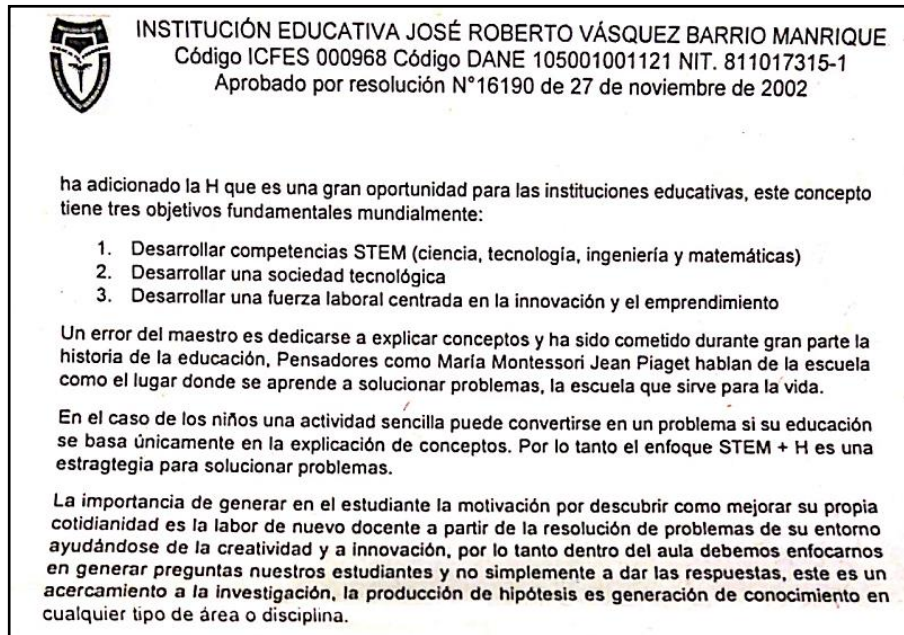 INSTITUCIÓN EDUCATIVA JOSÉ ROBERTO VÁSQUEZ BARRIO MANRIQUE
Código ICFES 000968 Código DANE 105001001121 NIT. 811017315-1
Aprobado por resolución N°16190 de 27 de noviembre de 2002
ha adicionado la H que es una gran oportunidad para las instituciones educativas, este concepto
tiene tres objetivos fundamentales mundialmente:
1. Desarrollar competencias STEM (ciencia, tecnología, ingeniería y matemáticas)
2. Desarrollar una sociedad tecnológica
3. Desarrollar una fuerza laboral centrada en la innovación y el emprendimiento
Un error del maestro es dedicarse a explicar conceptos y ha sido cometido durante gran parte la
historia de la educación, Pensadores como María Montessori Jean Piaget hablan de la escuela
como el lugar donde se aprende a solucionar problemas, la escuela que sirve para la vida.
En el caso de los niños una actividad sencilla puede convertirse en un problema si su educación
se basa únicamente en la explicación de conceptos. Por lo tanto el enfoque STEM + H es una
estragtegia para solucionar problemas.
La importancia de generar en el estudiante la motivación por descubrir como mejorar su propia
cotidianidad es la labor de nuevo docente a partir de la resolución de problemas de su entorno
ayudándose de la creatividad y a innovación, por lo tanto dentro del aula debemos enfocarnos
en generar preguntas nuestros estudiantes y no simplemente a dar las respuestas, este es un
acercamiento a la investigación, la producción de hipótesis es generación de conocimiento en
cualquier tipo de área o disciplina.